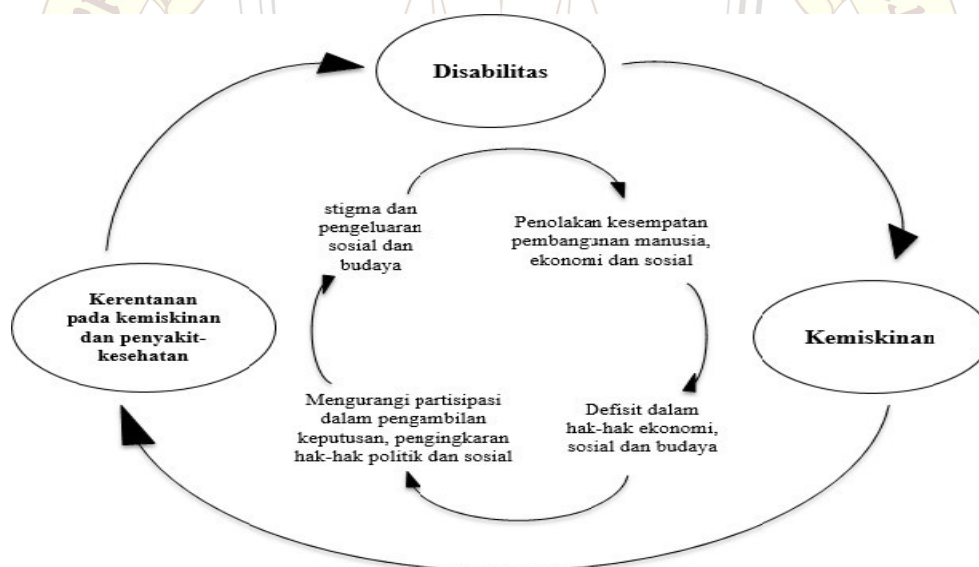 Disabilitas
stigma dan
pengeluaran
sosial dan
budaya
Penolakan kesempatan
pembangunan manusia,
ekonomi dan sosial
Kerentanan
pada kemiskinan
dan penyakit-
kesehatan
Kemiskinan
Mengurangi partisipasi
dalam pengambilan
keputusan, pengingkaran
hak-hak politik dan sosial
Defisit dalam
hak-hak ekonomi,
sosial dan budaya